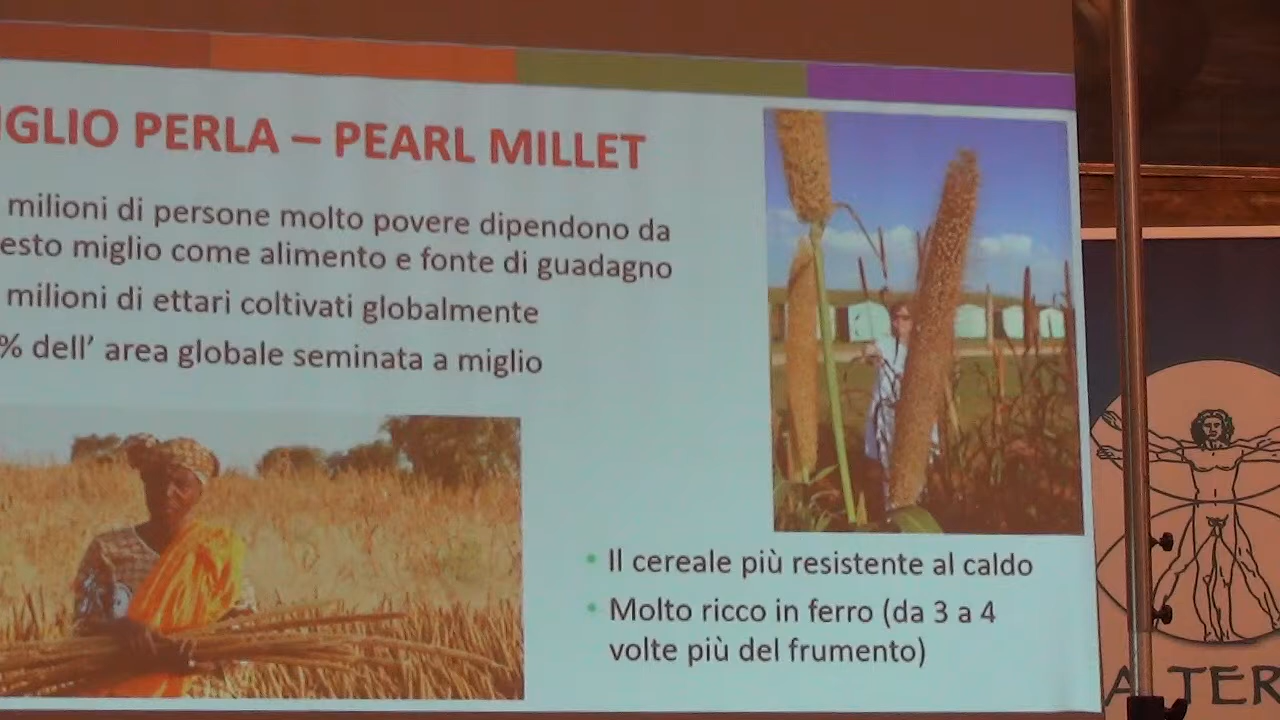 IGLIO PERLA – PEARL MILLET
milioni di persone molto povere dipendono da
esto miglio come alimento e fonte di guadagno
milioni di ettari coltivati globalmente
% dell' area globale seminata a miglio
Il cereale più resistente al caldo
Molto ricco in ferro (da 3 a 4
volte più del frumento)
A TER